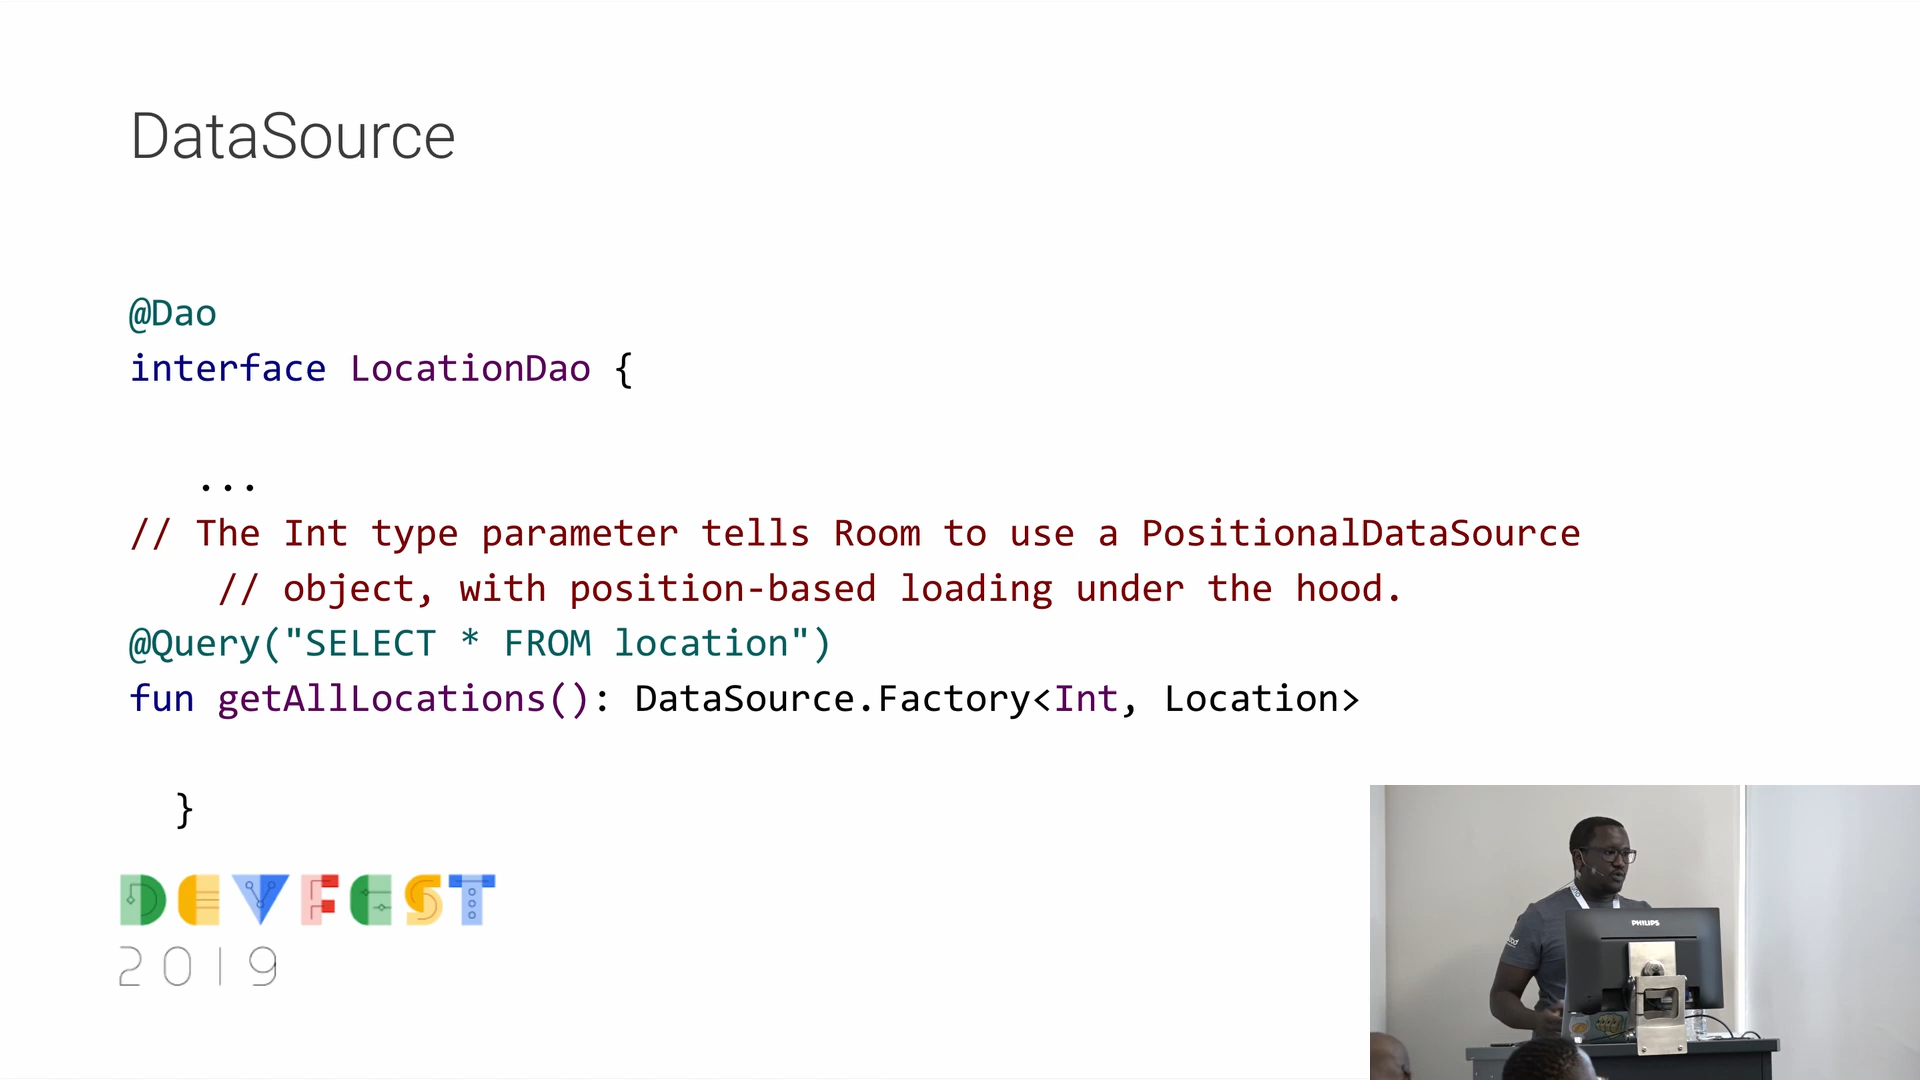 DataSource
@Dao
interface LocationDao {
...
// The Int type parameter tells Room to use a PositionalDataSource
// object, with position-based loading under the hood.
@Query("SELECT * FROM location")
fun getAllLocations(): DataSource.Factory<Int, Location>
}
DEVFEST
2019
PHILIPS